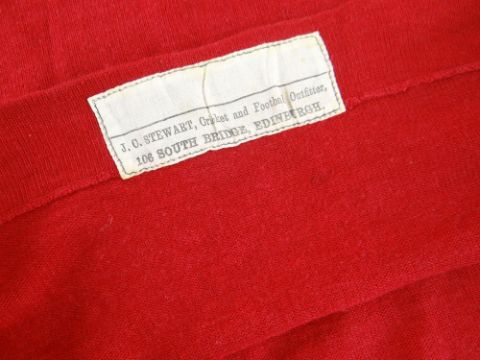 J. C. STEWART, Cricket and Football Outfitter,
106 SOUTH BRIDGE, EDINBURGH.